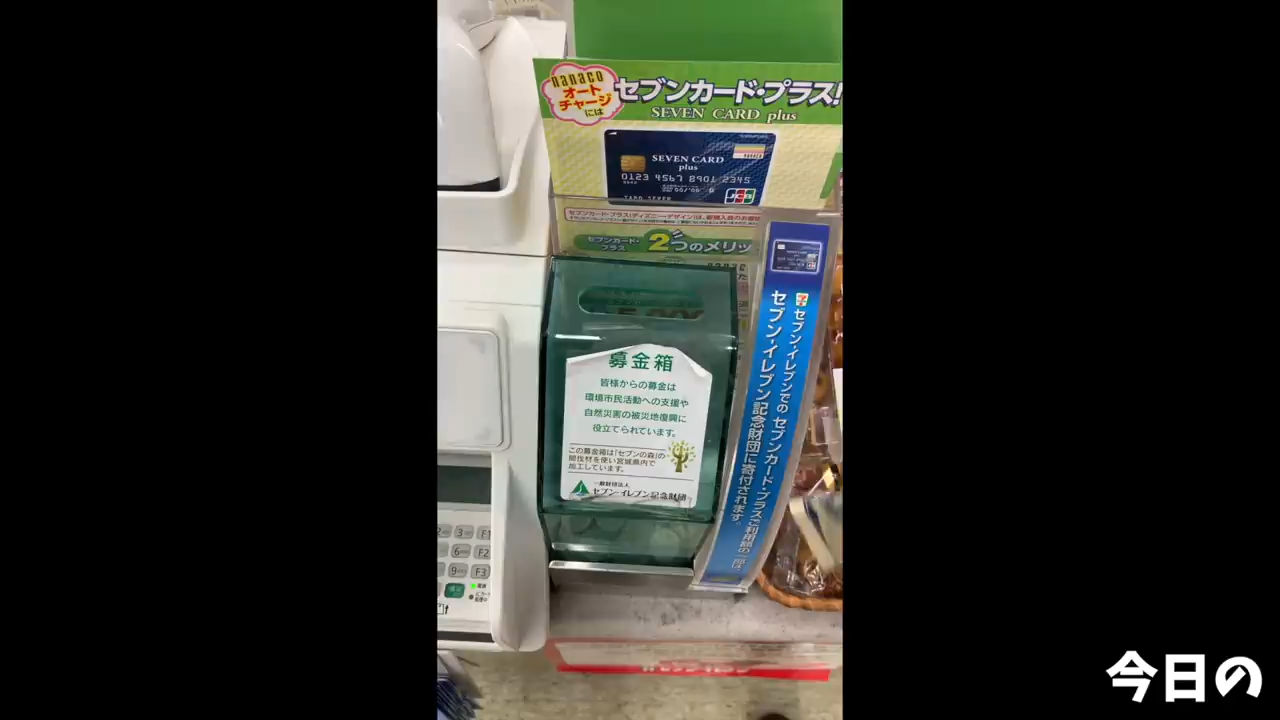 nanaco
オート
チャージ
には
セブンカード・プラス!
SEVEN CARD plus
SEVEN CARD
plus
0123 4567 8901 2345
JCB
セブンカード・
プラス
2つのメリッ
募金箱
皆様からの募金は
環境市民活動への支援や
自然災害の被災地復興に
役立てられています。
この募金箱は「セブンの森」の
間伐材を使い宮城県内で
加工しています。
一般財団法人
セブン-イレブン記念財団
セブン-イレブンでの セブンカード・プラスご利用額の一部は
セブン-イレブン記念財団に寄付されます。
3
F1
6
F2
9
F3
今日の